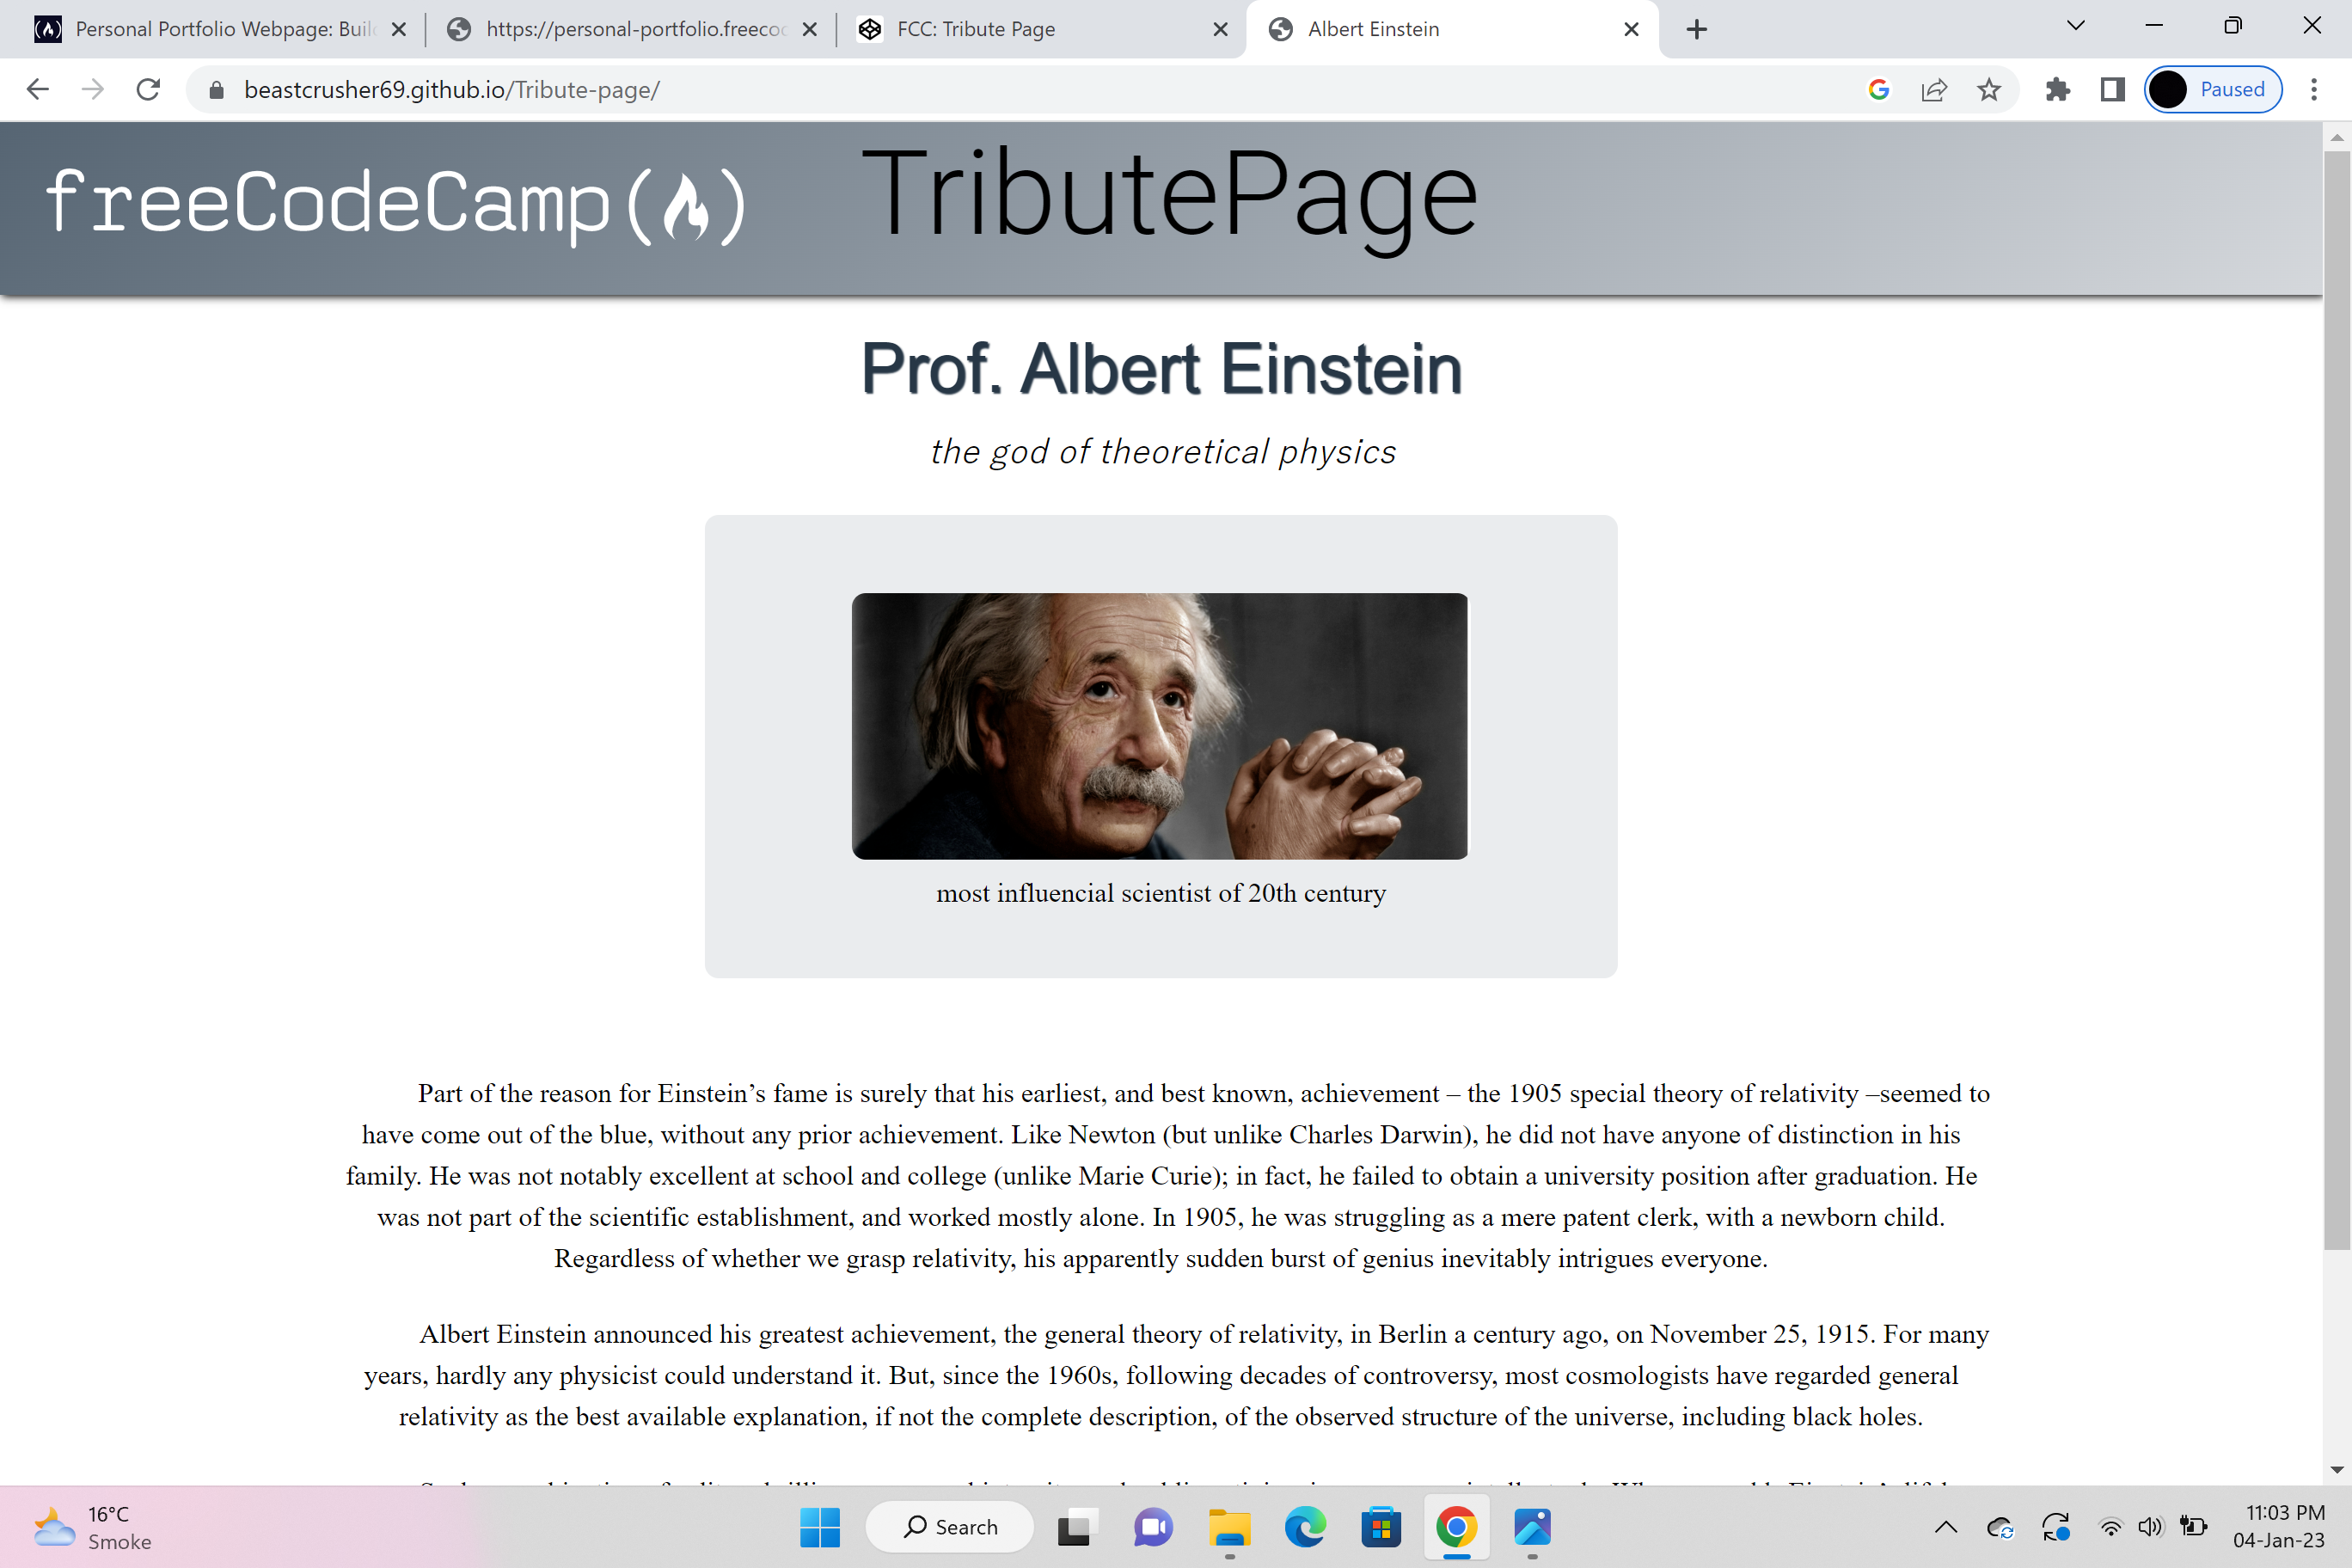 Personal Portfolio Webpage: Buil
https://personal-portfolio.freecoc
FCC: Tribute Page
Albert Einstein
beastcrusher69.github.io/Tribute-page/
Paused
freeCodeCamp
TributePage
Prof. Albert Einstein
the god of theoretical physics
most influencial scientist of 20th century
Part of the reason for Einstein’s fame is surely that his earliest, and best known, achievement – the 1905 special theory of relativity –seemed to
have come out of the blue, without any prior achievement. Like Newton (but unlike Charles Darwin), he did not have anyone of distinction in his
family. He was not notably excellent at school and college (unlike Marie Curie); in fact, he failed to obtain a university position after graduation. He
was not part of the scientific establishment, and worked mostly alone. In 1905, he was struggling as a mere patent clerk, with a newborn child.
Regardless of whether we grasp relativity, his apparently sudden burst of genius inevitably intrigues everyone.
Albert Einstein announced his greatest achievement, the general theory of relativity, in Berlin a century ago, on November 25, 1915. For many
years, hardly any physicist could understand it. But, since the 1960s, following decades of controversy, most cosmologists have regarded general
relativity as the best available explanation, if not the complete description, of the observed structure of the universe, including black holes.
16°C
Smoke
Search
11:03 PM
04-Jan-23